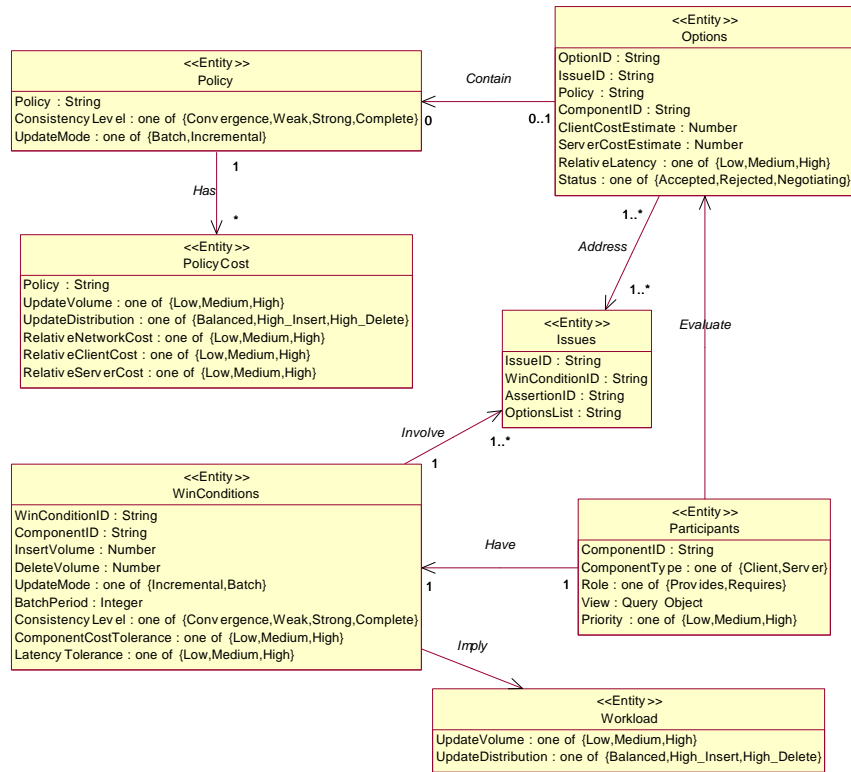 <<Entity>>
Policy
Policy : String
ConsistencyLevel : one of {Convergence,Weak,Strong,Complete}
UpdateMode : one of {Batch,Incremental}
<<Entity>>
Options
OptionID : String
IssueID : String
Policy : String
ComponentID : String
ClientCostEstimate : Number
ServerCostEstimate : Number
RelativeLatency : one of {Low,Medium,High}
Status : one of {Accepted,Rejected,Negotiating}
Contain
0
0..1
1
Has
*
<<Entity>>
PolicyCost
Policy : String
UpdateVolume : one of {Low,Medium,High}
UpdateDistribution : one of {Balanced,High_Insert,High_Delete}
RelativeNetworkCost : one of {Low,Medium,High}
RelativeClientCost : one of {Low,Medium,High}
RelativeServerCost : one of {Low,Medium,High}
1..*
Address
1..*
Evaluate
<<Entity>>
Issues
IssueID : String
WinConditionID : String
AssertionID : String
OptionsList : String
Involve
1..*
1
<<Entity>>
WinConditions
WinConditionID : String
ComponentID : String
InsertVolume : Number
DeleteVolume : Number
UpdateMode : one of {Incremental,Batch}
BatchPeriod : Integer
ConsistencyLevel : one of {Convergence,Weak,Strong,Complete}
ComponentCostTolerance : one of {Low,Medium,High}
LatencyTolerance : one of {Low,Medium,High}
Have
1
1
<<Entity>>
Participants
ComponentID : String
ComponentType : one of {Client,Server}
Role : one of {Provides,Requires}
View : Query Object
Priority : one of {Low,Medium,High}
Imply
<<Entity>>
Workload
UpdateVolume : one of {Low,Medium,High}
UpdateDistribution : one of {Balanced,High_Insert,High_Delete}